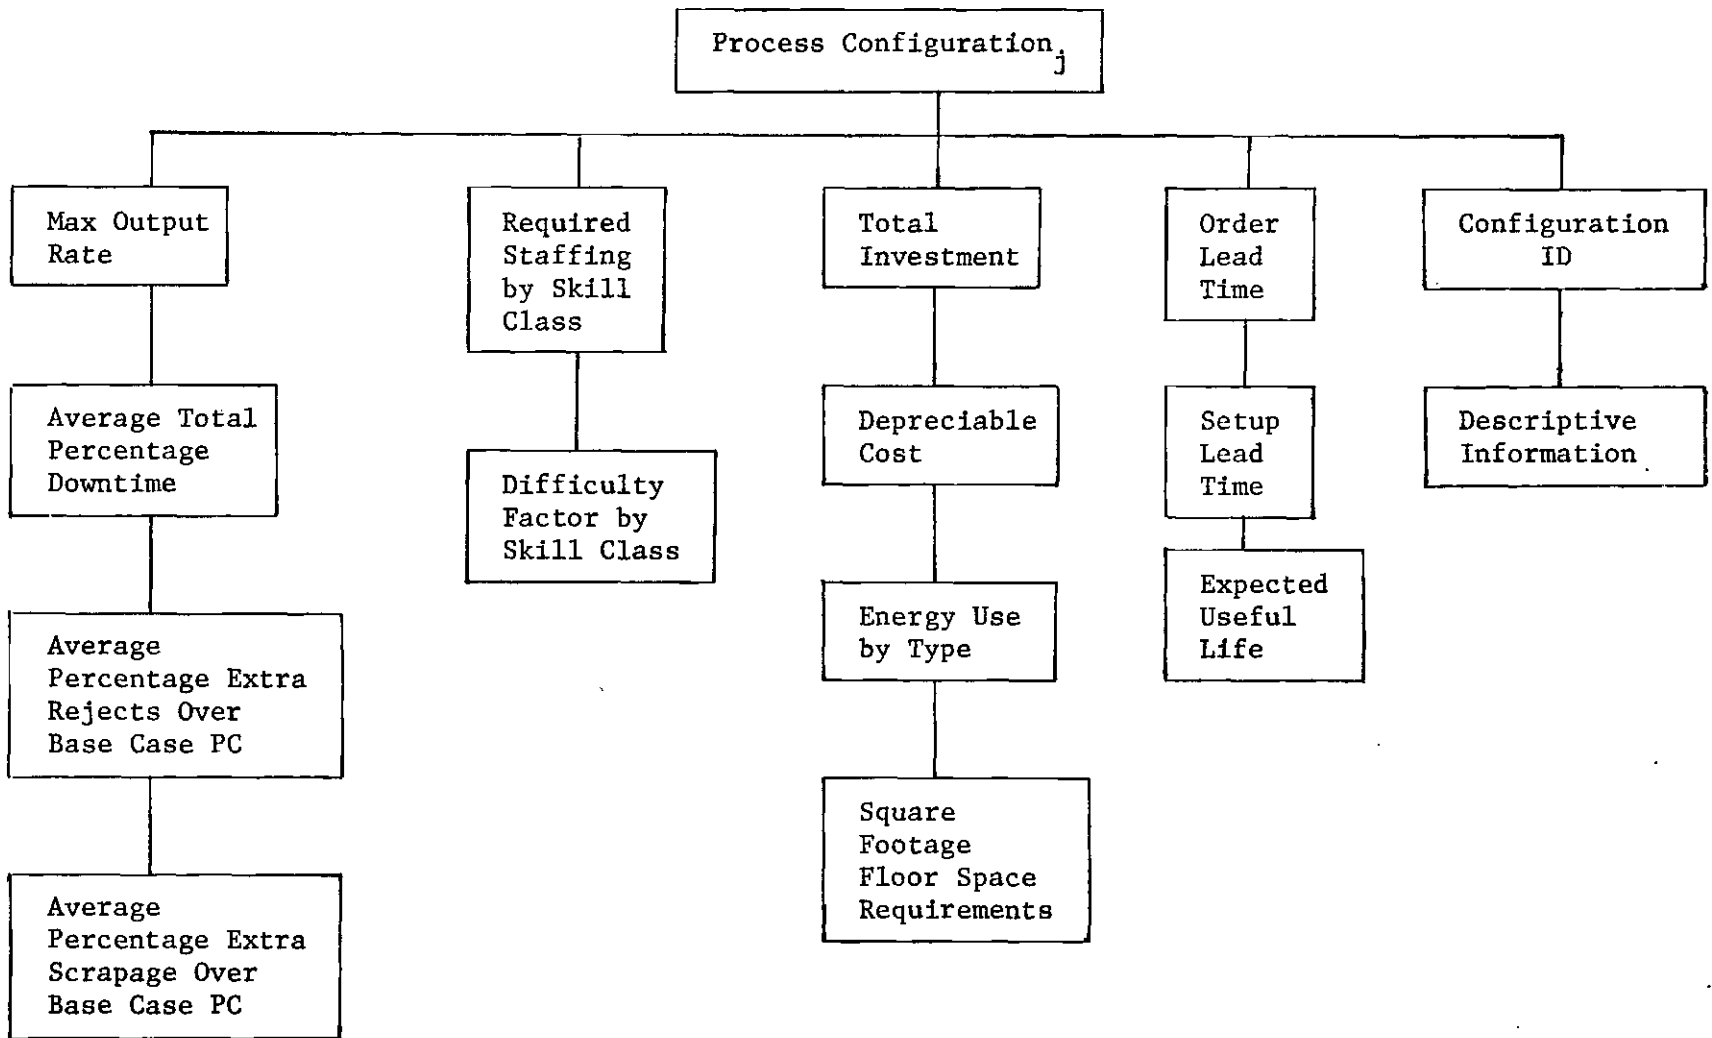 Process Configuration j
Max Output
Rate
Required
Staffing
by Skill
Class
Total
Investment
Order
Lead
Time
Configuration
ID
Average Total
Percentage
Downtime
Difficulty
Factor by
Skill Class
Depreciable
Cost
Setup
Lead
Time
Descriptive
Information
Average
Percentage Extra
Rejects Over
Base Case PC
Energy Use
by Type
Expected
Useful
Life
Average
Percentage Extra
Scrapage Over
Base Case PC
Square
Footage
Floor Space
Requirements